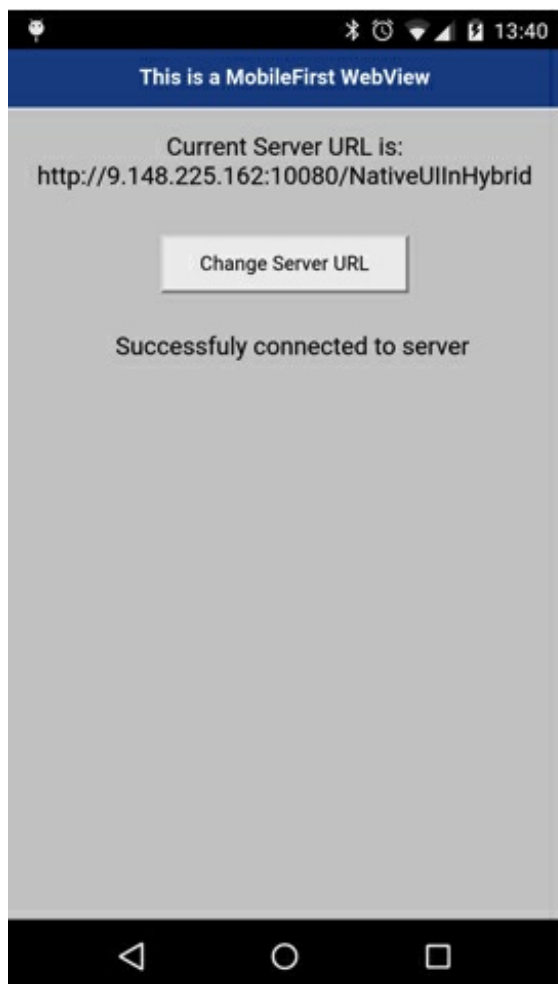 13:40
This is a MobileFirst WebView
Current Server URL is:
http://9.148.225.162:10080/NativeUIInHybrid
Change Server URL
Successfuly connected to server